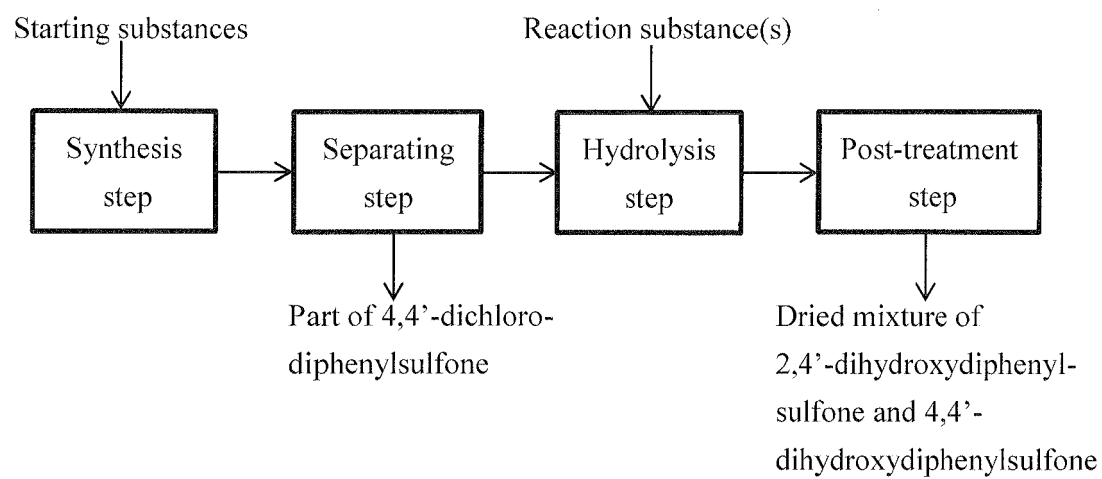 Starting substances
Reaction substance(s)
Synthesis
step
Separating
step
Hydrolysis
step
Post-treatment
step
Part of 4,4’-dichloro-
diphenylsulfone
Dried mixture of
2,4’-dihydroxydiphenyl-
sulfone and 4,4’-
dihydroxydiphenylsulfone